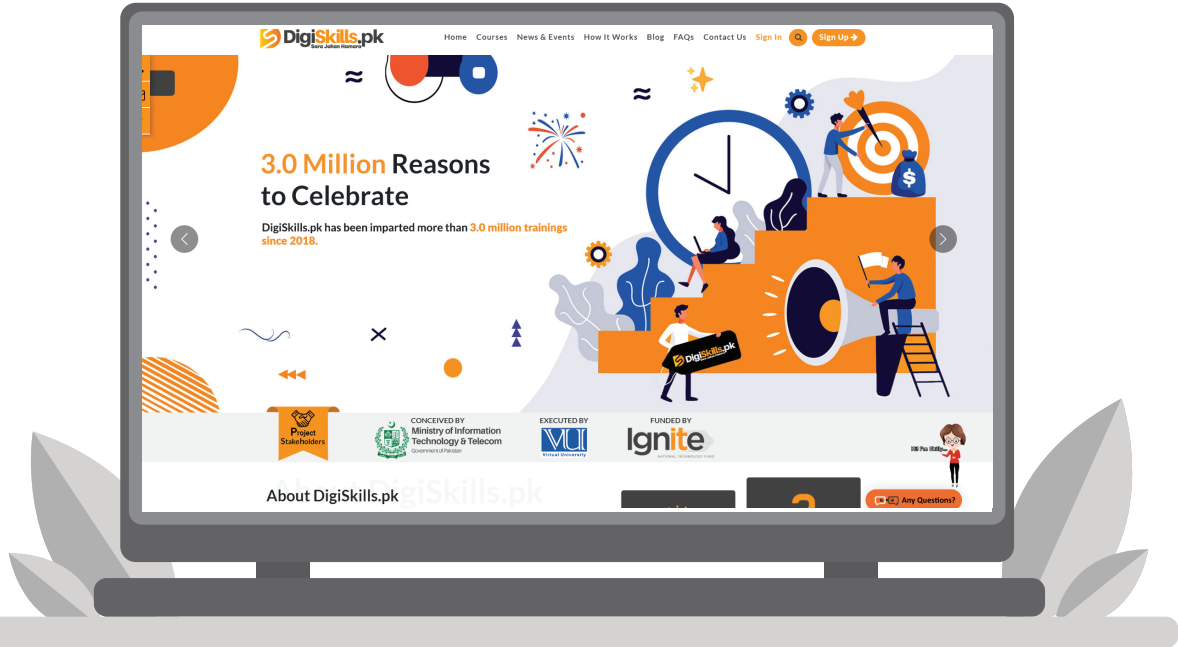 DigiSkills.pk
Sara Jahan Hamara
Home Courses News & Events How It Works Blog FAQs Contact Us Sign In Sign Up
3.0 Million Reasons
to Celebrate
DigiSkills.pk has been imparted more than 3.0 million trainings
since 2018.
$
DigiSkills.pk
Project
Stakeholders
CONCEIVED BY
Ministry of Information
Technology & Telecom
Government of Pakistan
EXECUTED BY
VU
Virtual University
FUNDED BY
Ignite
NATIONAL TECHNOLOGY FUND
About DigiSkills.pk
About DigiSkills.pk
Any Questions?